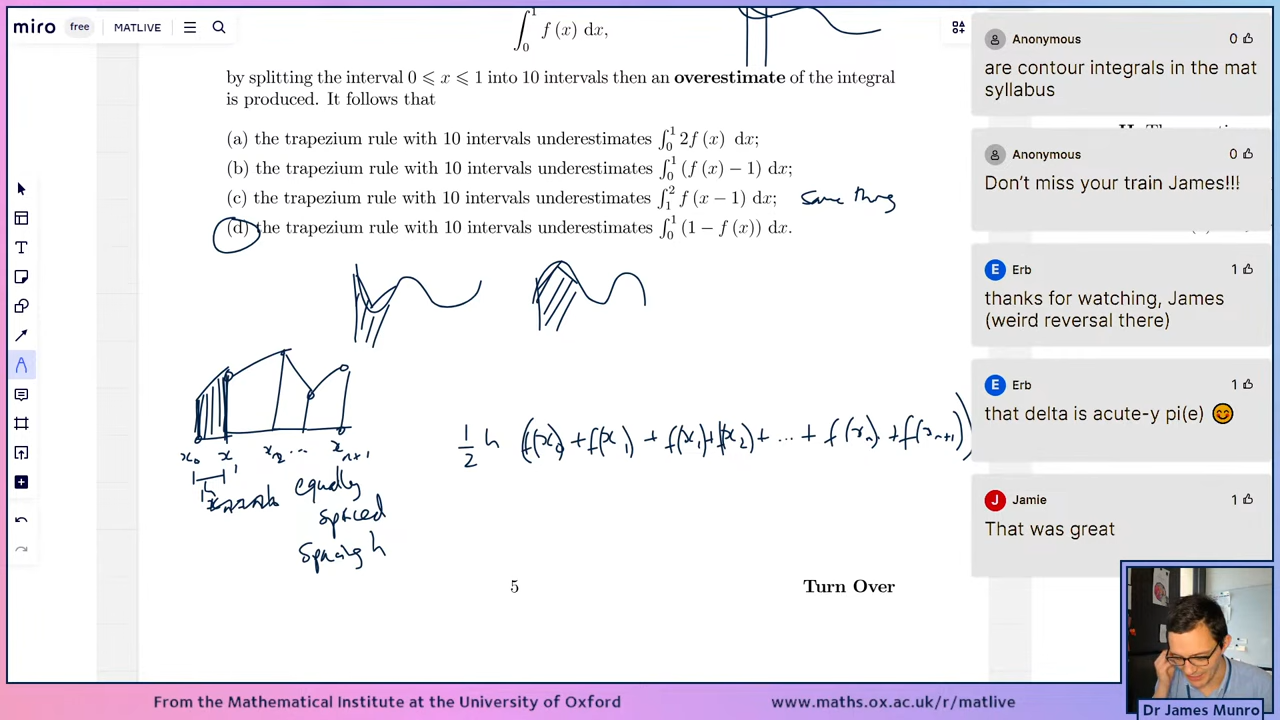 miro free MATLIVE
∫₀¹ f (x) dx,
by splitting the interval 0 ⩽ x ⩽ 1 into 10 intervals then an overestimate of the integral
is produced. It follows that
(a) the trapezium rule with 10 intervals underestimates ∫₀¹ 2f (x) dx;
(b) the trapezium rule with 10 intervals underestimates ∫₀¹ (f (x) − 1) dx;
(c) the trapezium rule with 10 intervals underestimates ∫₁² f (x − 1) dx; same thing
(d) the trapezium rule with 10 intervals underestimates ∫₀¹ (1 − f (x)) dx.
x₀ x₁ x₂ ... xₙ₊₁
h
equally
spaced
spacing h
1/2 h (f(x₀) + f(x₁) + f(x₁) + f(x₂) + ... + f(xₙ) + f(xₙ₊₁))
5 Turn Over
Anonymous 0
are contour integrals in the mat
syllabus
Anonymous 0
Don’t miss your train James!!!
E Erb 1
thanks for watching, James
(weird reversal there)
E Erb 1
that delta is acute-y pi(e) 😊
J Jamie 1
That was great
From the Mathematical Institute at the University of Oxford
www.maths.ox.ac.uk/r/matlive
Dr James Munro